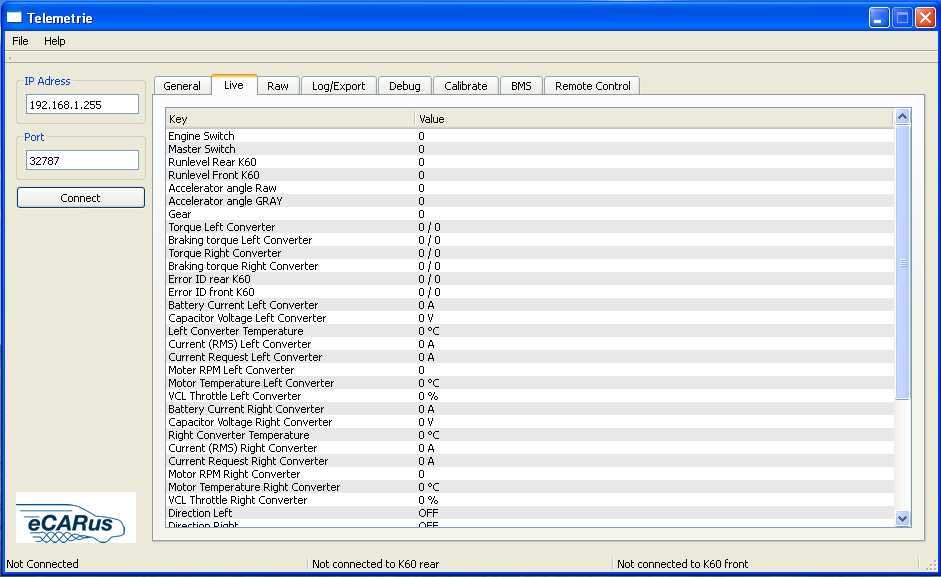 Telemetrie
File Help
IP Adress
192.168.1.255
Port
32787
Connect
General Live Raw Log/Export Debug Calibrate BMS Remote Control
Key Value
Engine Switch 0
Master Switch 0
Runlevel Rear K60 0
Runlevel Front K60 0
Accelerator angle Raw 0
Accelerator angle GRAY 0
Gear 0
Torque Left Converter 0 / 0
Braking torque Left Converter 0 / 0
Torque Right Converter 0 / 0
Braking torque Right Converter 0 / 0
Error ID rear K60 0 / 0
Error ID front K60 0 / 0
Battery Current Left Converter 0 A
Capacitor Voltage Left Converter 0 V
Left Converter Temperature 0 °C
Current (RMS) Left Converter 0 A
Current Request Left Converter 0 A
Moter RPM Left Converter 0
Motor Temperature Left Converter 0 °C
VCL Throttle Left Converter 0 %
Battery Current Right Converter 0 A
Capacitor Voltage Right Converter 0 V
Right Converter Temperature 0 °C
Current (RMS) Right Converter 0 A
Current Request Right Converter 0 A
Motor RPM Right Converter 0
Motor Temperature Right Converter 0 °C
VCL Throttle Right Converter 0 %
Direction Left OFF
Direction Right OFF
eCARus
Not Connected Not connected to K60 rear Not connected to K60 front